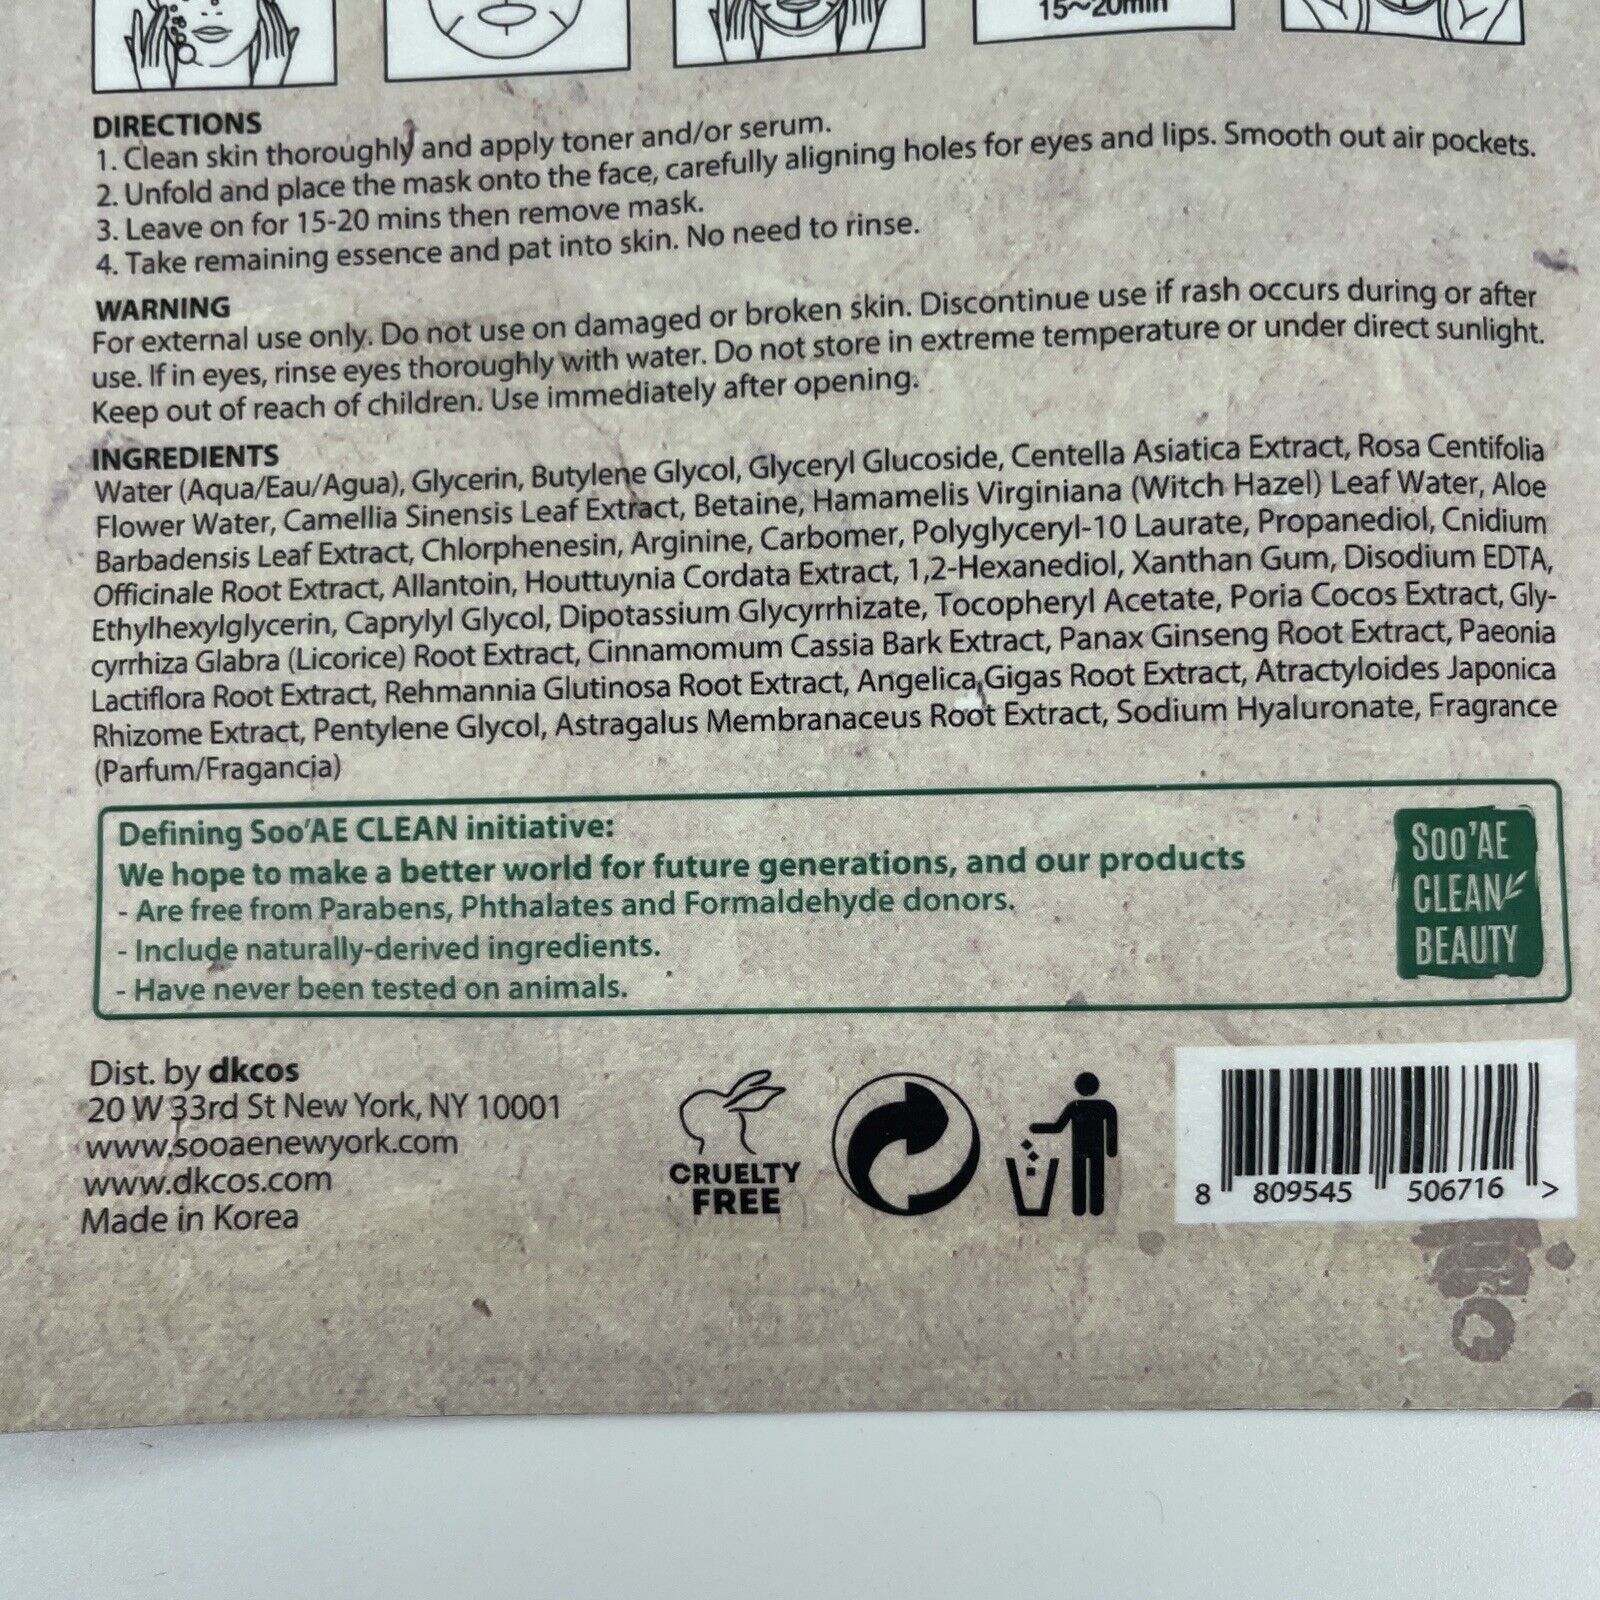 15~20min
DIRECTIONS
1. Clean skin thoroughly and apply toner and/or serum.
2. Unfold and place the mask onto the face, carefully aligning holes for eyes and lips. Smooth out air pockets.
3. Leave on for 15-20 mins then remove mask.
4. Take remaining essence and pat into skin. No need to rinse.
WARNING
For external use only. Do not use on damaged or broken skin. Discontinue use if rash occurs during or after
use. If in eyes, rinse eyes thoroughly with water. Do not store in extreme temperature or under direct sunlight.
Keep out of reach of children. Use immediately after opening.
INGREDIENTS
Water (Aqua/Eau/Agua), Glycerin, Butylene Glycol, Glyceryl Glucoside, Centella Asiatica Extract, Rosa Centifolia
Flower Water, Camellia Sinensis Leaf Extract, Betaine, Hamamelis Virginiana (Witch Hazel) Leaf Water, Aloe
Barbadensis Leaf Extract, Chlorphenesin, Arginine, Carbomer, Polyglyceryl-10 Laurate, Propanediol, Cnidium
Officinale Root Extract, Allantoin, Houttuynia Cordata Extract, 1,2-Hexanediol, Xanthan Gum, Disodium EDTA,
Ethylhexylglycerin, Caprylyl Glycol, Dipotassium Glycyrrhizate, Tocopheryl Acetate, Poria Cocos Extract, Gly-
cyrrhiza Glabra (Licorice) Root Extract, Cinnamomum Cassia Bark Extract, Panax Ginseng Root Extract, Paeonia
Lactiflora Root Extract, Rehmannia Glutinosa Root Extract, Angelica Gigas Root Extract, Atractyloides Japonica
Rhizome Extract, Pentylene Glycol, Astragalus Membranaceus Root Extract, Sodium Hyaluronate, Fragrance
(Parfum/Fragancia)
Defining Soo'AE CLEAN initiative:
We hope to make a better world for future generations, and our products
- Are free from Parabens, Phthalates and Formaldehyde donors.
- Include naturally-derived ingredients.
- Have never been tested on animals.
SOO'AE
CLEAN
BEAUTY
Dist. by dkcos
20 W 33rd St New York, NY 10001
www.sooaenewyork.com
www.dkcos.com
Made in Korea
CRUELTY
FREE
8 809545 506716 >